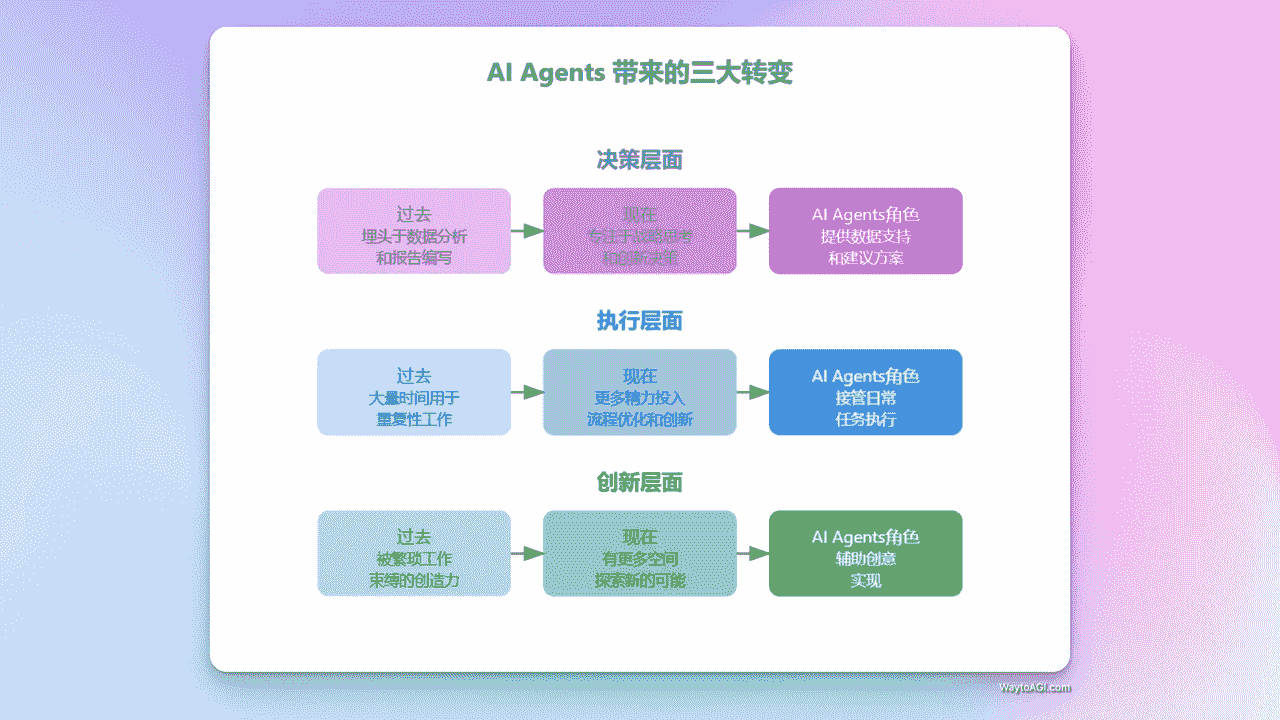 AI Agents 带来的三大转变
决策层面
过去
埋头于数据分析
和报告编写
现在
专注于战略思考
和创新决策
AI Agents角色
提供数据支持
和建议方案
执行层面
过去
大量时间用于
重复性工作
现在
更多精力投入
流程优化和创新
AI Agents角色
接管日常
任务执行
创新层面
过去
被繁琐工作
束缚的创造力
现在
有更多空间
探索新的可能
AI Agents角色
辅助创意
实现
WaytoAGI.com